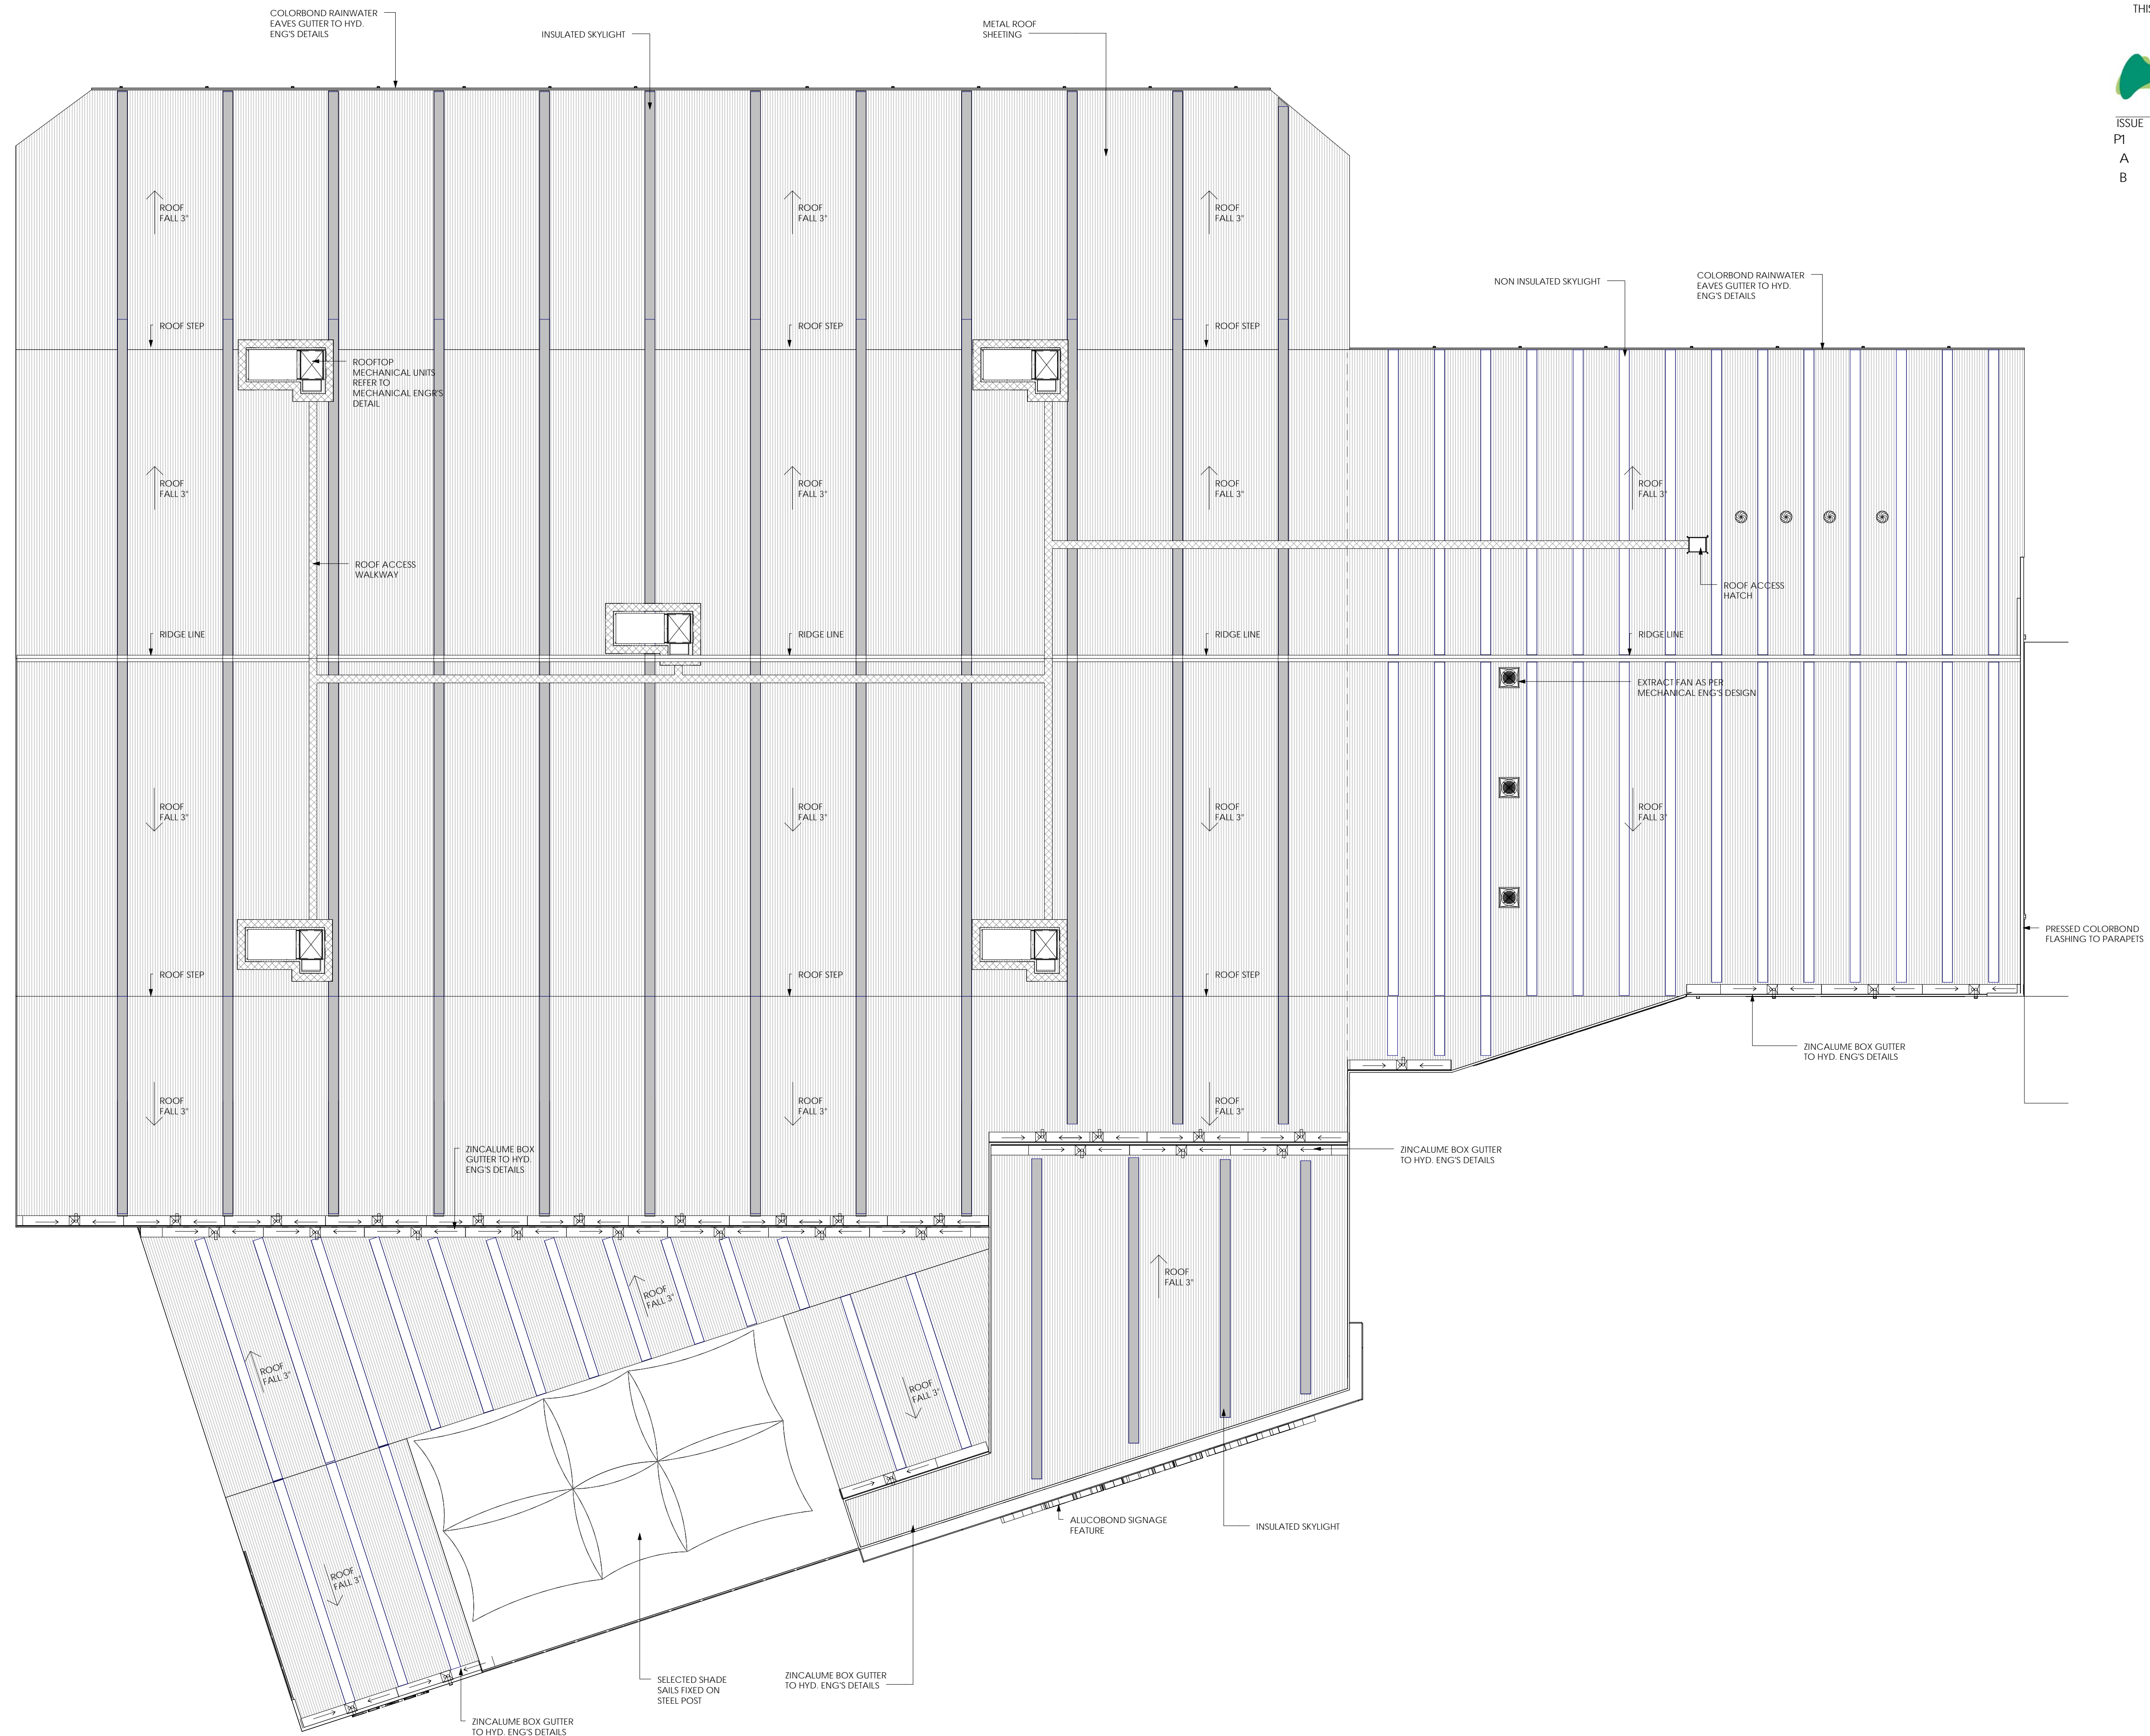 THIS
COLORBOND RAINWATER
EAVES GUTTER TO HYD.
ENG'S DETAILS
INSULATED SKYLIGHT
METAL ROOF
SHEETING
ISSUE
P1
A
B
ROOF
FALL 3°
ROOF
FALL 3°
ROOF
FALL 3°
NON INSULATED SKYLIGHT
COLORBOND RAINWATER
EAVES GUTTER TO HYD.
ENG'S DETAILS
ROOF STEP
ROOF STEP
ROOF STEP
ROOFTOP
MECHANICAL UNITS
REFER TO
MECHANICAL ENGR'S
DETAIL
ROOF
FALL 3°
ROOF
FALL 3°
ROOF
FALL 3°
ROOF
FALL 3°
ROOF ACCESS
WALKWAY
ROOF ACCESS
HATCH
RIDGE LINE
RIDGE LINE
RIDGE LINE
RIDGE LINE
EXTRACT FAN AS PER
MECHANICAL ENG'S DESIGN
ROOF
FALL 3°
ROOF
FALL 3°
ROOF
FALL 3°
ROOF
FALL 3°
PRESSED COLORBOND
FLASHING TO PARAPETS
ROOF STEP
ROOF STEP
ROOF STEP
ZINCALUME BOX GUTTER
TO HYD. ENG'S DETAILS
ROOF
FALL 3°
ROOF
FALL 3°
ROOF
FALL 3°
ZINCALUME BOX
GUTTER TO HYD.
ENG'S DETAILS
ZINCALUME BOX GUTTER
TO HYD. ENG'S DETAILS
ROOF
FALL 3°
ROOF
FALL 3°
ROOF
FALL 3°
ROOF
FALL 3°
ALUCOBOND SIGNAGE
FEATURE
INSULATED SKYLIGHT
ROOF
FALL 3°
SELECTED SHADE
SAILS FIXED ON
STEEL POST
ZINCALUME BOX GUTTER
TO HYD. ENG'S DETAILS
ZINCALUME BOX GUTTER
TO HYD. ENG'S DETAILS